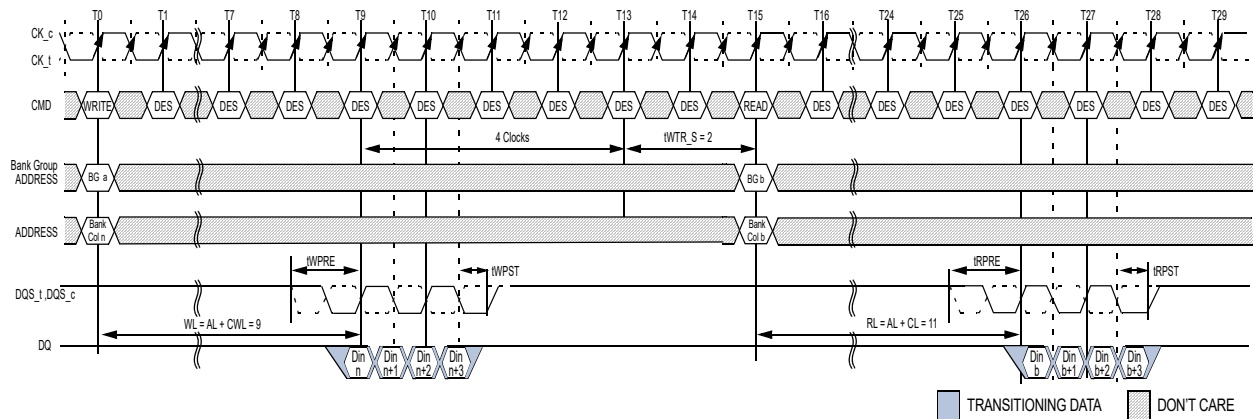 T0 T1 T7 T8 T9 T10 T11 T12 T13 T14 T15 T16 T24 T25 T26 T27 T28 T29
CK_c
CK_t
CMD WRITE DES DES DES DES DES DES DES DES DES READ DES DES DES DES DES DES DES
4 Clocks tWTR_S = 2
Bank Group
ADDRESS BG a BG b
ADDRESS Bank Col n Bank Col b
tWPRE tWPST tRPRE tRPST
DQS_t ,DQS_c
WL = AL + CWL = 9 RL = AL + CL = 11
DQ Din n Din n+1 Din n+2 Din n+3 Din b Din b+1 Din b+2 Din b+3
TRANSITIONING DATA DON'T CARE